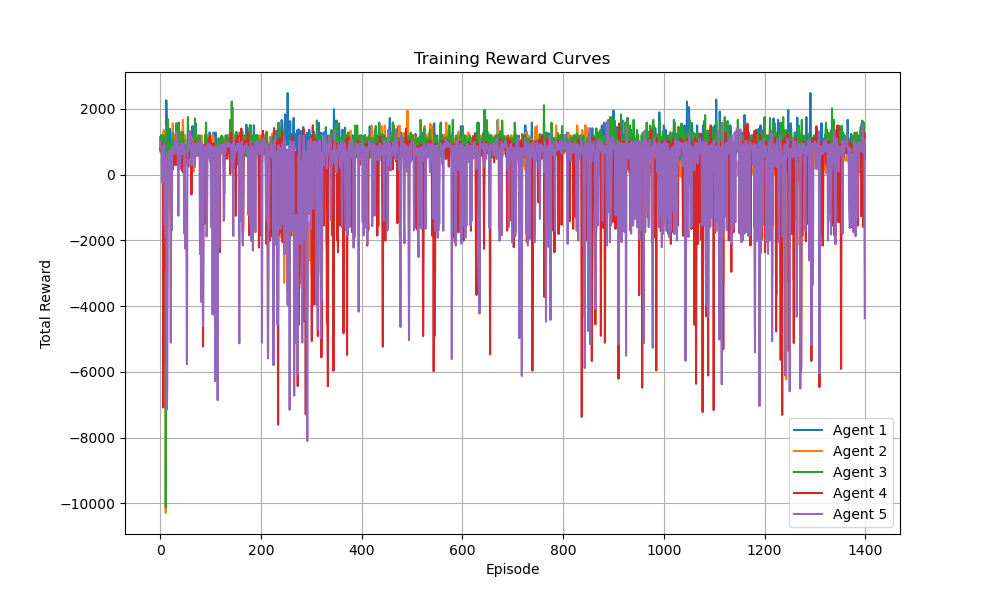 Training Reward Curves
Total Reward
2000
0
−2000
−4000
−6000
−8000
−10000
0 200 400 600 800 1000 1200 1400
Episode
Agent 1
Agent 2
Agent 3
Agent 4
Agent 5